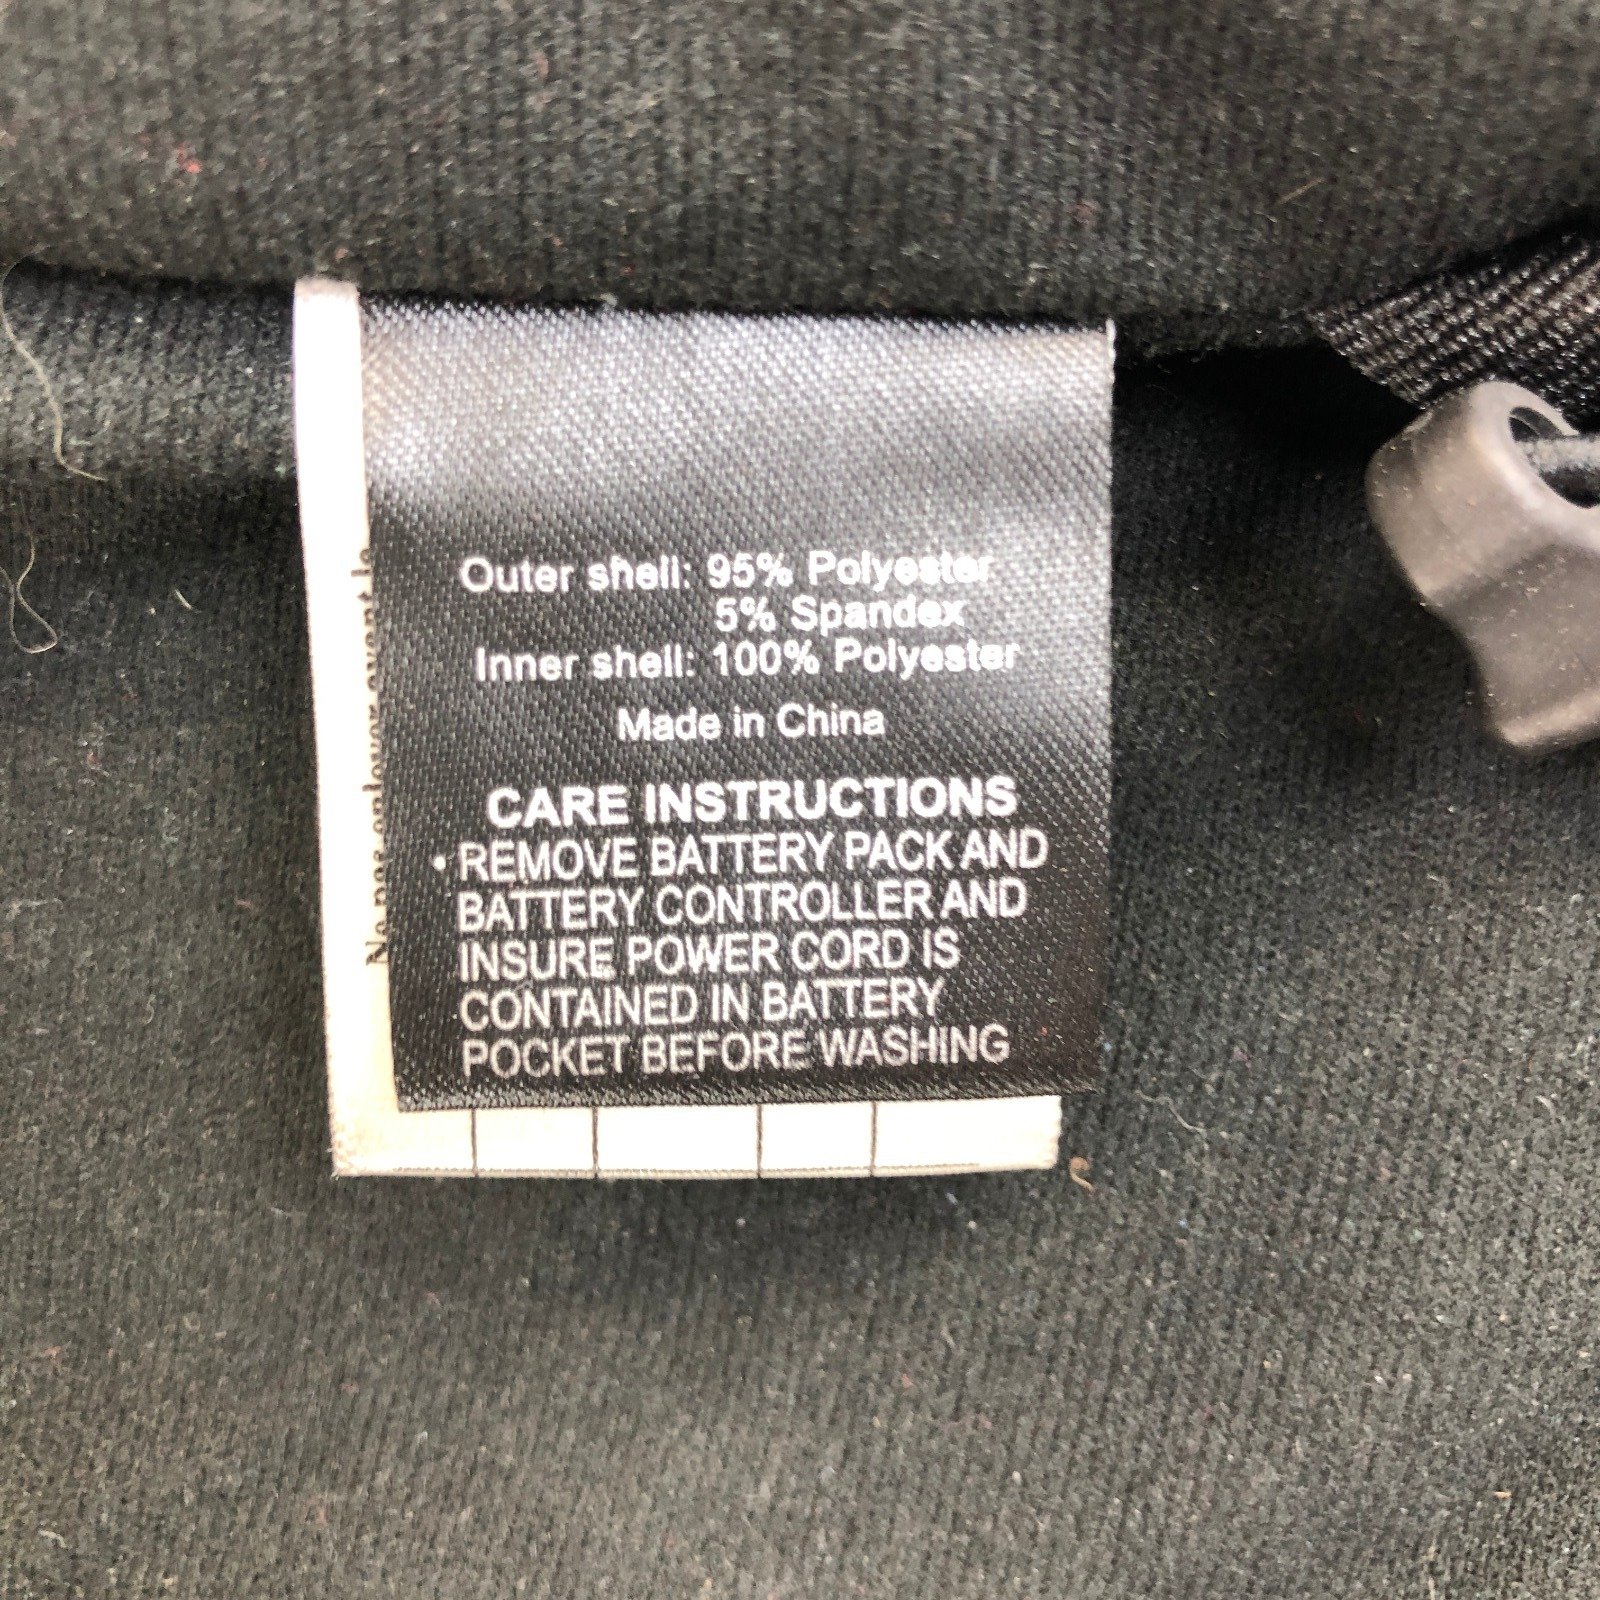 Outer shell: 95% Polyester
5% Spandex
Inner shell: 100% Polyester
Made in China
CARE INSTRUCTIONS
• REMOVE BATTERY PACK AND
BATTERY CONTROLLER AND
INSURE POWER CORD IS
CONTAINED IN BATTERY
POCKET BEFORE WASHING